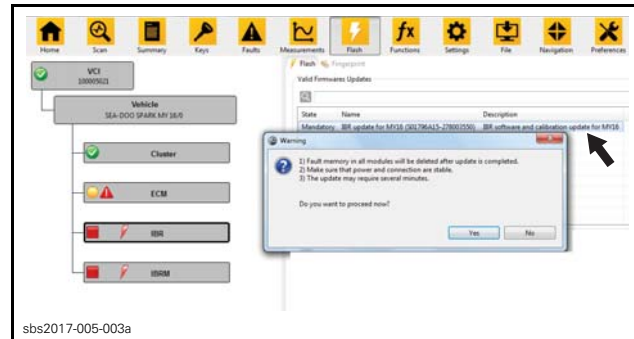 Home Scan Summary Keys Faults Measurements Flash Functions Settings File Navigation Preferences
Flash Fingerprint
Valid Firmwares Updates
VCI
100005021
Vehicle
SEA-DOO SPARK MY 16/0
Cluster
ECM
IBR
IBRM
State Name Description
Mandatory IBR update for MY16 (S01796A15-278003550) IBR software and calibration update for MY16
Warning
1) Fault memory in all modules will be deleted after update is completed.
2) Make sure that power and connection are stable.
3) The update may require several minutes.
Do you want to proceed now?
Yes No
sbs2017-005-003a